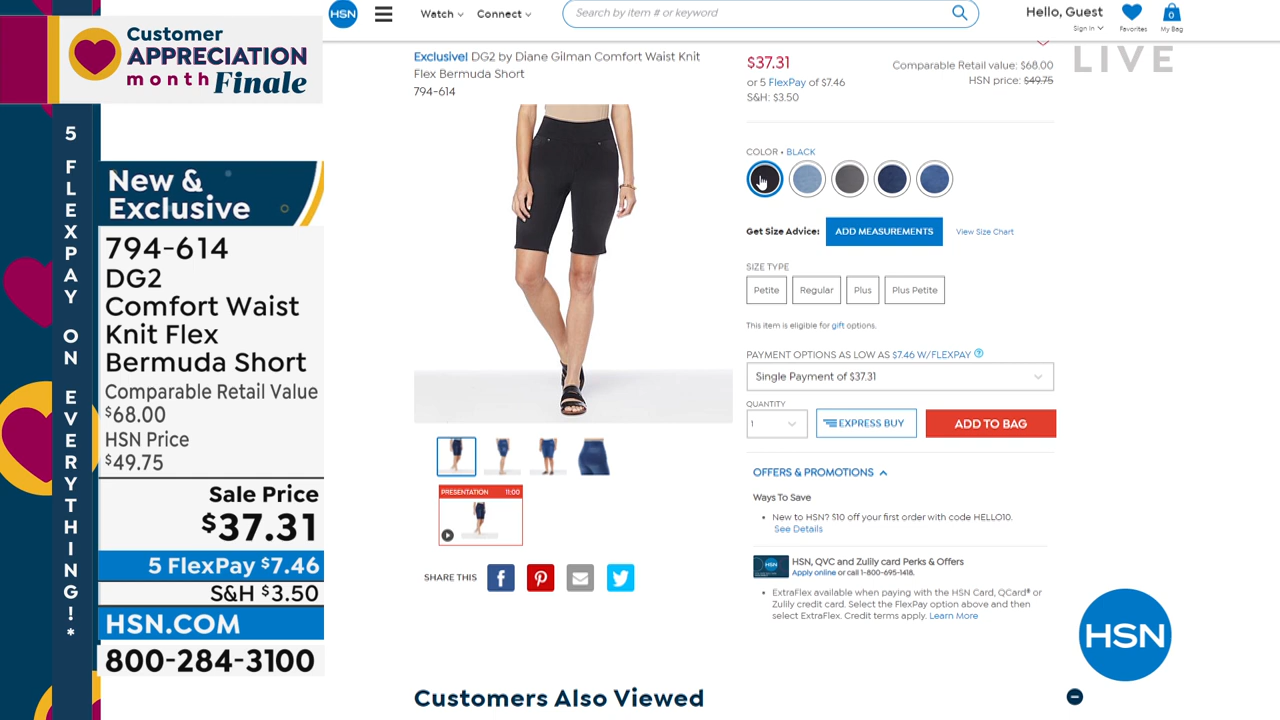 Customer
APPRECIATION
month Finale
5 FLEXPAY ON EVERYTHING!*
New &
Exclusive
794-614
DG2
Comfort Waist
Knit Flex
Bermuda Short
Comparable Retail Value
$68.00
HSN Price
$49.75
Sale Price
$37.31
5 FlexPay $7.46
S&H $3.50
HSN.COM
800-284-3100
HSN
Watch
Connect
Search by item # or keyword
Hello, Guest
Sign In
Favorites
0
My Bag
LIVE
Exclusive! DG2 by Diane Gilman Comfort Waist Knit
Flex Bermuda Short
794-614
$37.31
or 5 FlexPay of $7.46
S&H: $3.50
Comparable Retail value: $68.00
HSN price: $49.75
COLOR • BLACK
Get Size Advice:
ADD MEASUREMENTS
View Size Chart
SIZE TYPE
Petite
Regular
Plus
Plus Petite
This item is eligible for gift options.
PAYMENT OPTIONS AS LOW AS $7.46 W/FLEXPAY ?
Single Payment of $37.31
QUANTITY
1
EXPRESS BUY
ADD TO BAG
PRESENTATION 11:00
SHARE THIS
OFFERS & PROMOTIONS
Ways To Save
• New to HSN? $10 off your first order with code HELLO10.
See Details
HSN
HSN, QVC and Zulily card Perks & Offers
Apply online or call 1-800-695-1418.
• ExtraFlex available when paying with the HSN Card, QCard® or
Zulily credit card. Select the FlexPay option above and then
select ExtraFlex. Credit terms apply. Learn More
HSN
Customers Also Viewed